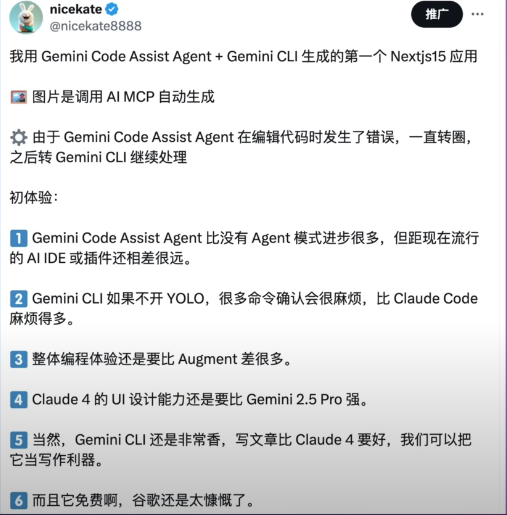 nicekate
推广
@nicekate8888
我用 Gemini Code Assist Agent + Gemini CLI 生成的第一个 Nextjs15 应用
🖼️ 图片是调用 AI MCP 自动生成
⚙️ 由于 Gemini Code Assist Agent 在编辑代码时发生了错误，一直转圈，
之后转 Gemini CLI 继续处理
初体验：
1️⃣ Gemini Code Assist Agent 比没有 Agent 模式进步很多，但距现在流行
的 AI IDE 或插件还相差很远。
2️⃣ Gemini CLI 如果不开 YOLO，很多命令确认会很麻烦，比 Claude Code
麻烦得多。
3️⃣ 整体编程体验还是要比 Augment 差很多。
4️⃣ Claude 4 的 UI 设计能力还是要比 Gemini 2.5 Pro 强。
5️⃣ 当然，Gemini CLI 还是非常香，写文章比 Claude 4 要好，我们可以把
它当写作利器。
6️⃣ 而且它免费啊，谷歌还是太慷慨了。